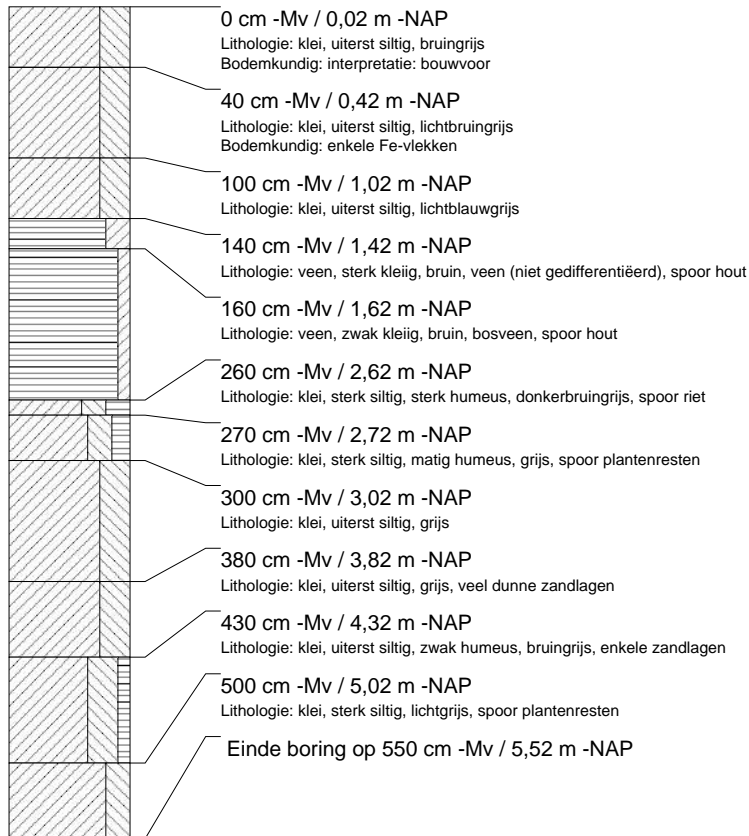 0 cm -Mv / 0,02 m -NAP
Lithologie: klei, uiterst siltig, bruingrijs
Bodemkundig: interpretatie: bouwvoor
40 cm -Mv / 0,42 m -NAP
Lithologie: klei, uiterst siltig, lichtbruingrijs
Bodemkundig: enkele Fe-vlekken
100 cm -Mv / 1,02 m -NAP
Lithologie: klei, uiterst siltig, lichtblauwgrijs
140 cm -Mv / 1,42 m -NAP
Lithologie: veen, sterk kleiig, bruin, veen (niet gedifferentiëerd), spoor hout
160 cm -Mv / 1,62 m -NAP
Lithologie: veen, zwak kleiig, bruin, bosveen, spoor hout
260 cm -Mv / 2,62 m -NAP
Lithologie: klei, sterk siltig, sterk humeus, donkerbruingrijs, spoor riet
270 cm -Mv / 2,72 m -NAP
Lithologie: klei, sterk siltig, matig humeus, grijs, spoor plantenresten
300 cm -Mv / 3,02 m -NAP
Lithologie: klei, uiterst siltig, grijs
380 cm -Mv / 3,82 m -NAP
Lithologie: klei, uiterst siltig, grijs, veel dunne zandlagen
430 cm -Mv / 4,32 m -NAP
Lithologie: klei, uiterst siltig, zwak humeus, bruingrijs, enkele zandlagen
500 cm -Mv / 5,02 m -NAP
Lithologie: klei, sterk siltig, lichtgrijs, spoor plantenresten
Einde boring op 550 cm -Mv / 5,52 m -NAP